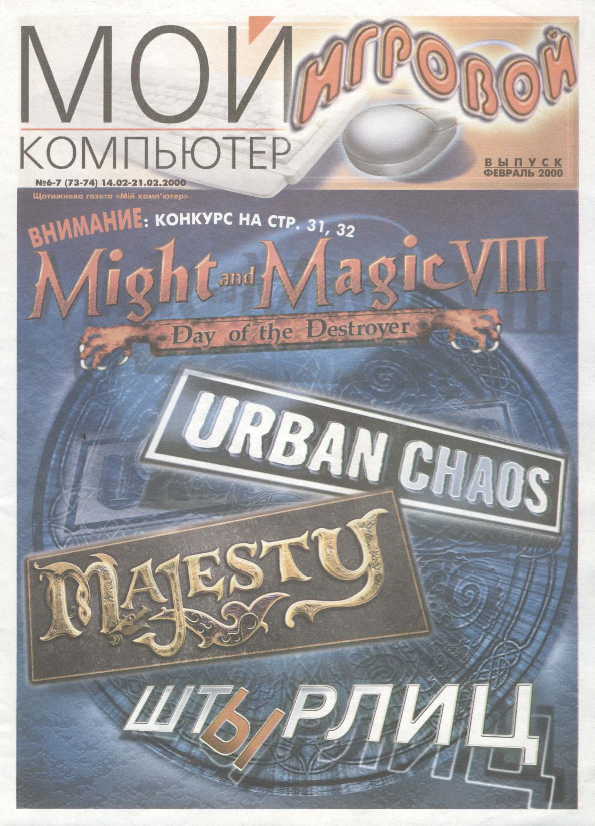 МОЙ ИГРОВОЙ
КОМПЬЮТЕР
ВЫПУСК
ФЕВРАЛЬ 2000
№6-7 (73-74) 14.02-21.02.2000
Щотижнева газета «Мій комп'ютер»
ВНИМАНИЕ: КОНКУРС НА СТР. 31, 32
Might and Magic VIII
Day of the Destroyer
URBAN CHAOS
MAJESTY
ШТЫРЛИЦ